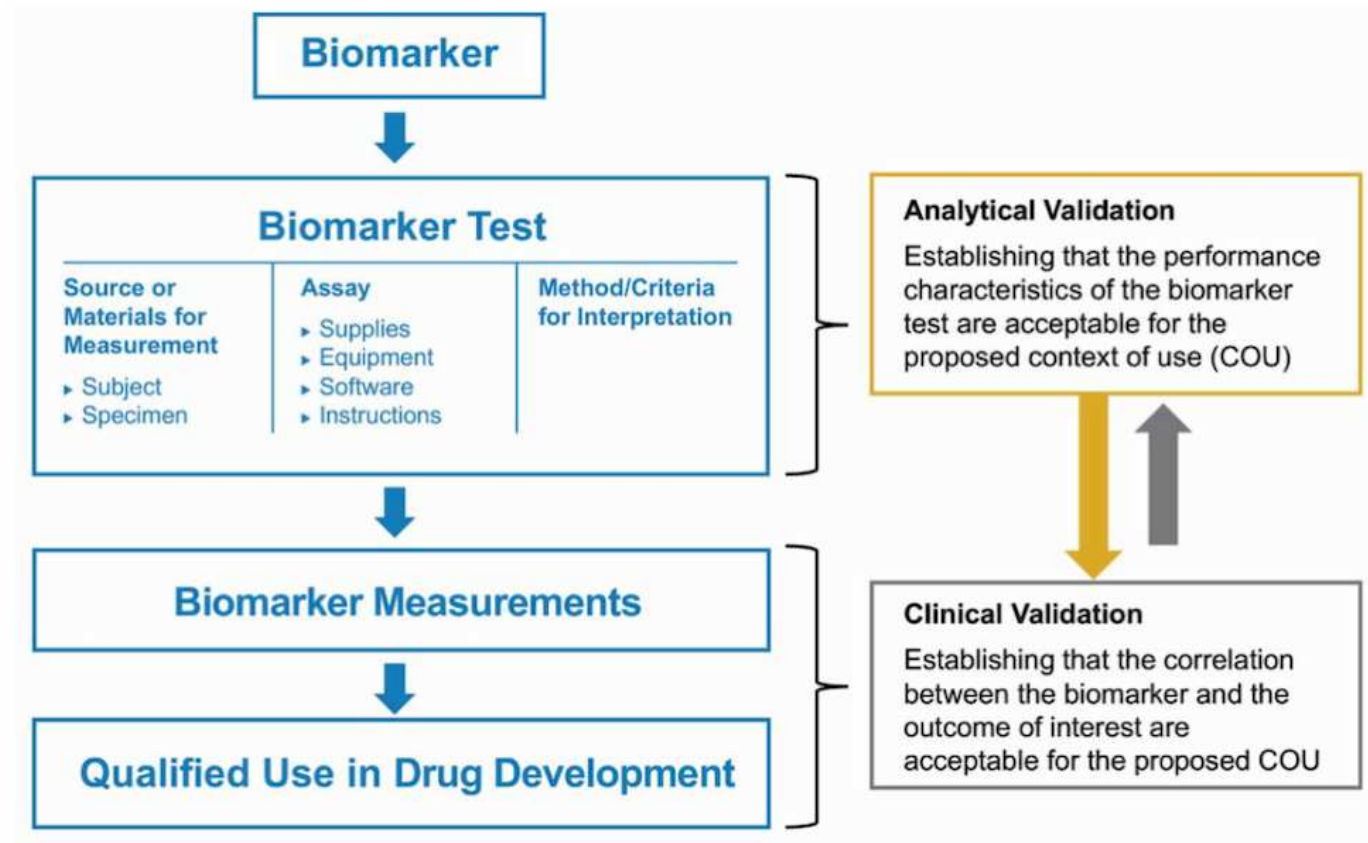 Biomarker
Biomarker Test
Source or
Materials for
Measurement
▸ Subject
▸ Specimen
Assay
▸ Supplies
▸ Equipment
▸ Software
▸ Instructions
Method/Criteria
for Interpretation
Biomarker Measurements
Qualified Use in Drug Development
Analytical Validation
Establishing that the performance
characteristics of the biomarker
test are acceptable for the
proposed context of use (COU)
Clinical Validation
Establishing that the correlation
between the biomarker and the
outcome of interest are
acceptable for the proposed COU